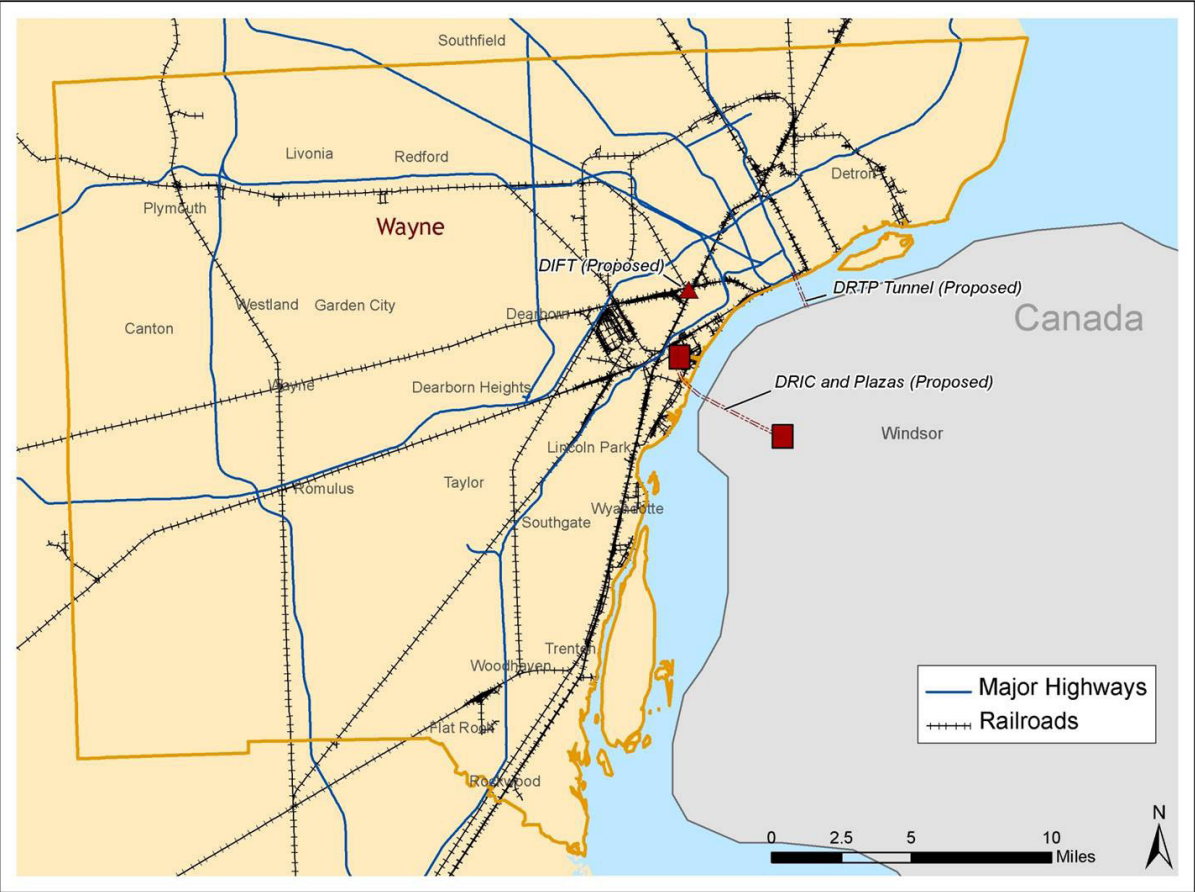 Southfield
Livonia
Redford
Detroit
Plymouth
Wayne
DIFT (Proposed)
DRTP Tunnel (Proposed)
Westland
Garden City
Dearborn
Canada
Canton
Wayne
Dearborn Heights
DRIC and Plazas (Proposed)
Windsor
Lincoln Park
Taylor
Romulus
Wyandotte
Southgate
Trenton
Woodhaven
Flat Rock
Rockwood
Major Highways
Railroads
N
0 2.5 5 10
Miles